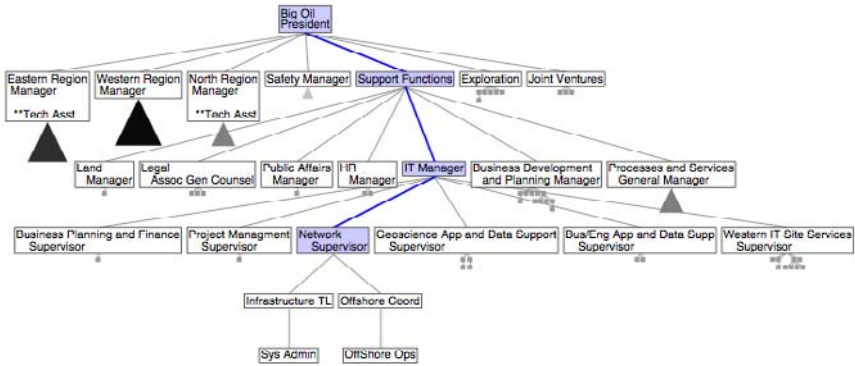 Big Oil
President
Eastern Region
Manager
**Tech Asst
Western Region
Manager
North Region
Manager
**Tech Asst
Safety Manager
Support Functions
Exploration
Joint Ventures
Land
Manager
Legal
Assoc Gen Counsel
Public Affairs
Manager
HR
Manager
IT Manager
Business Development
and Planning Manager
Processes and Services
General Manager
Business Planning and Finance
Supervisor
Project Managment
Supervisor
Network
Supervisor
Geoscience App and Data Support
Supervisor
Bus/Eng App and Data Supp
Supervisor
Western IT Site Services
Supervisor
Infrastructure TL
Offshore Coord
Sys Admin
OffShore Ops